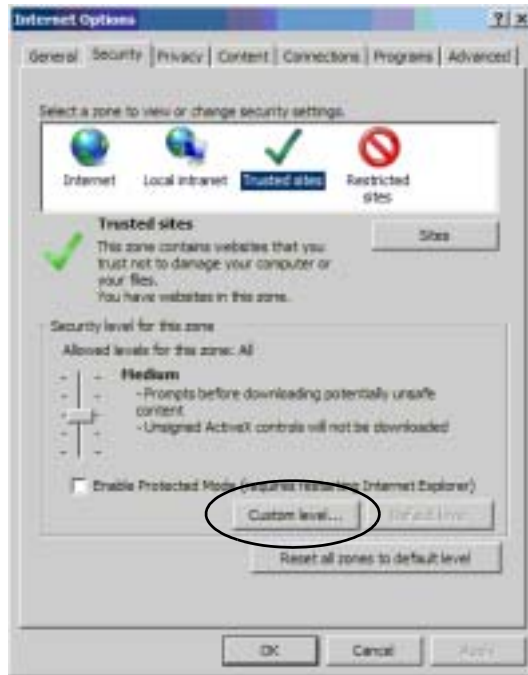 Internet Options
General Security Privacy Content Connections Programs Advanced
Select a zone to view or change security settings.
Internet Local intranet Trusted sites Restricted sites
Trusted sites
Sites
This zone contains websites that you
trust not to damage your computer or
your files.
You have websites in this zone.
Security level for this zone
Allowed levels for this zone: All
Medium
- Prompts before downloading potentially unsafe
content
- Unsigned ActiveX controls will not be downloaded
Enable Protected Mode (requires restarting Internet Explorer)
Custom level... Default level
Reset all zones to default level
OK Cancel Apply